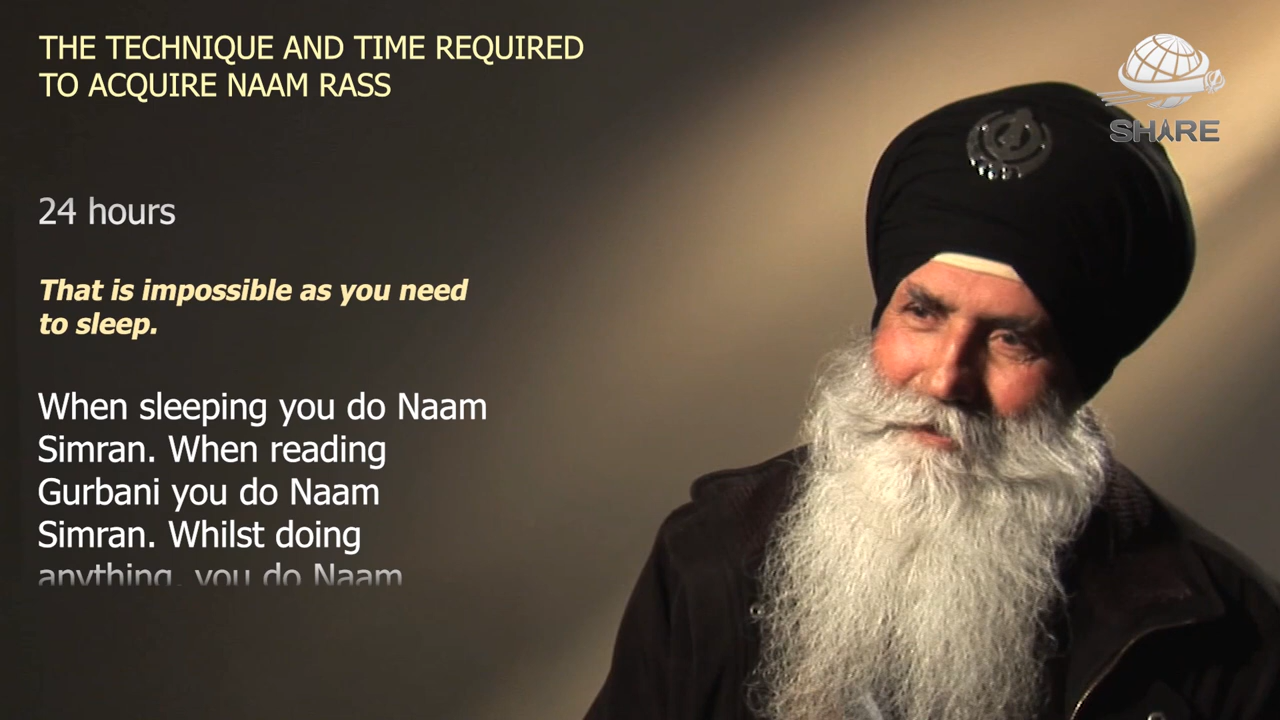 THE TECHNIQUE AND TIME REQUIRED
TO ACQUIRE NAAM RASS
SHARE
24 hours
That is impossible as you need
to sleep.
When sleeping you do Naam
Simran. When reading
Gurbani you do Naam
Simran. Whilst doing
anything, you do Naam